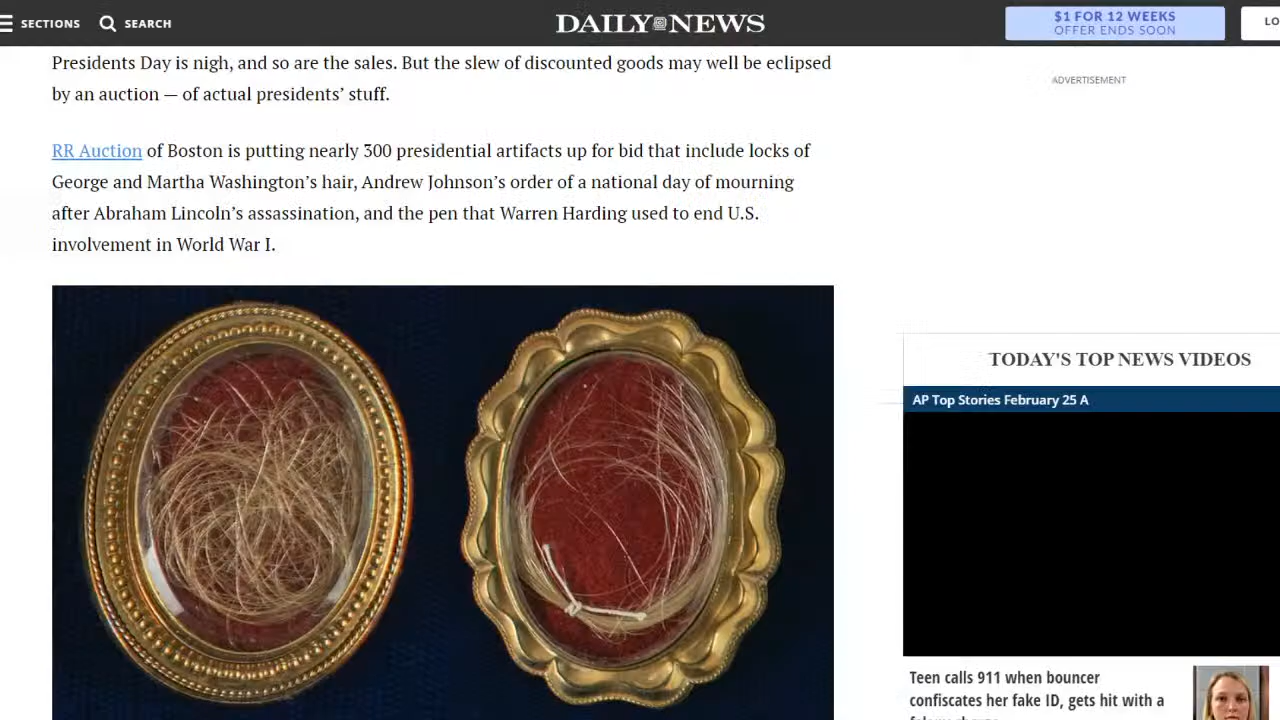 SECTIONS
SEARCH
DAILY NEWS
$1 FOR 12 WEEKS
OFFER ENDS SOON
LO
Presidents Day is nigh, and so are the sales. But the slew of discounted goods may well be eclipsed
by an auction — of actual presidents’ stuff.
ADVERTISEMENT
RR Auction of Boston is putting nearly 300 presidential artifacts up for bid that include locks of
George and Martha Washington’s hair, Andrew Johnson’s order of a national day of mourning
after Abraham Lincoln’s assassination, and the pen that Warren Harding used to end U.S.
involvement in World War I.
TODAY'S TOP NEWS VIDEOS
AP Top Stories February 25 A
Teen calls 911 when bouncer
confiscates her fake ID, gets hit with a